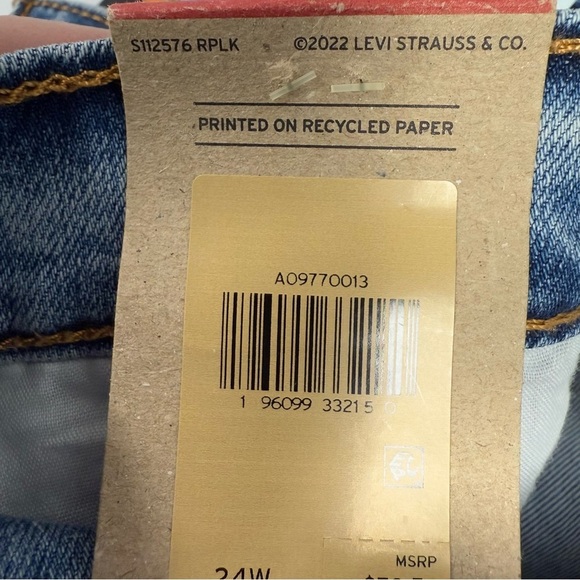 S112576 RPLK ©2022 LEVI STRAUSS & CO.
PRINTED ON RECYCLED PAPER
A09770013
1 96099 33215
MSRP